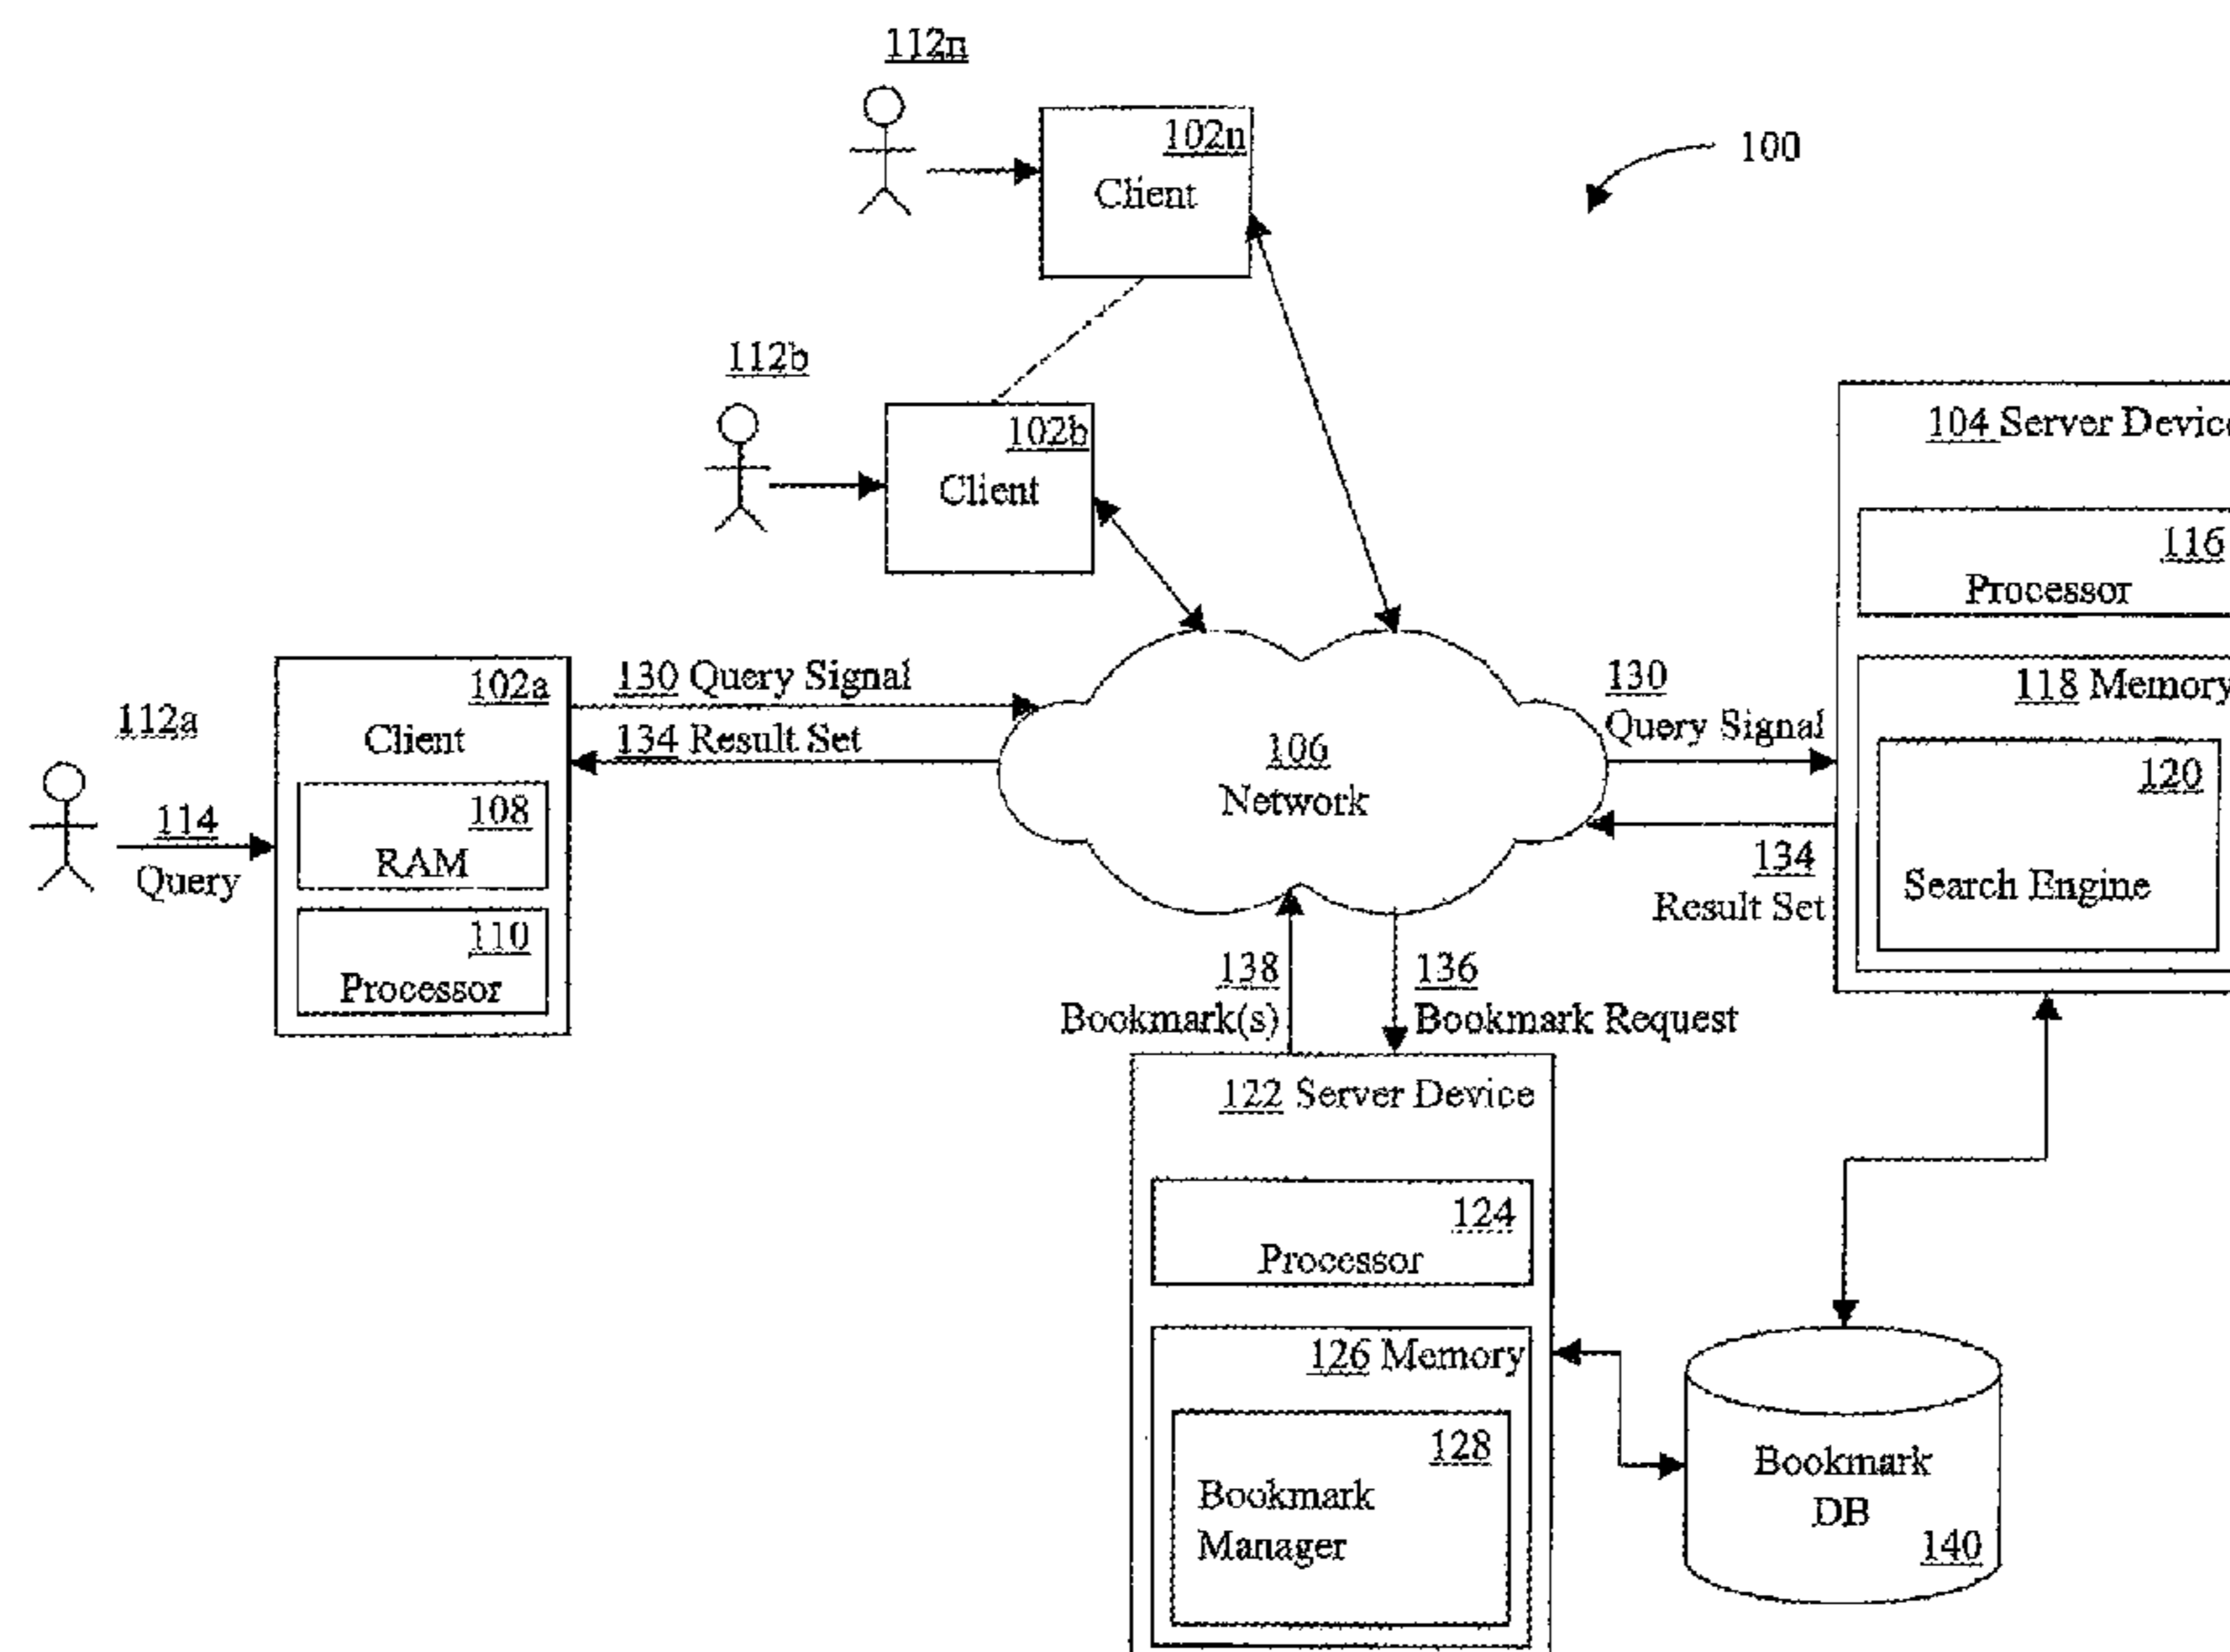 112n
102n
Client
100
112b
102b
Client
104 Server Device
116
Processor
118 Memory
120
Search Engine
102a
Client
108
RAM
110
Processor
112a
114
Query
130 Query Signal
134 Result Set
106
Network
130
Query Signal
134
Result Set
138
Bookmark(s)
136
Bookmark Request
122 Server Device
124
Processor
126 Memory
128
Bookmark
Manager
Bookmark
DB
140